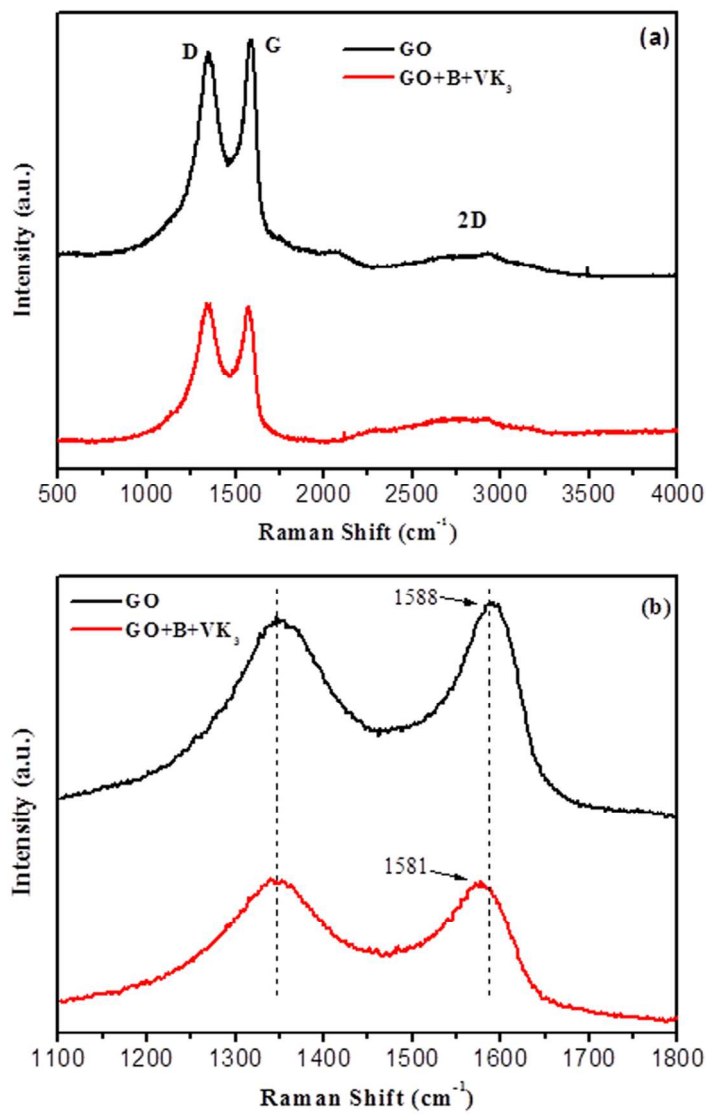 (a)
D
G
GO
GO+B+VK₃
2D
Intensity (a.u.)
500 1000 1500 2000 2500 3000 3500 4000
Raman Shift (cm⁻¹)
(b)
GO
GO+B+VK₃
1588
1581
Intensity (a.u.)
1100 1200 1300 1400 1500 1600 1700 1800
Raman Shift (cm⁻¹)